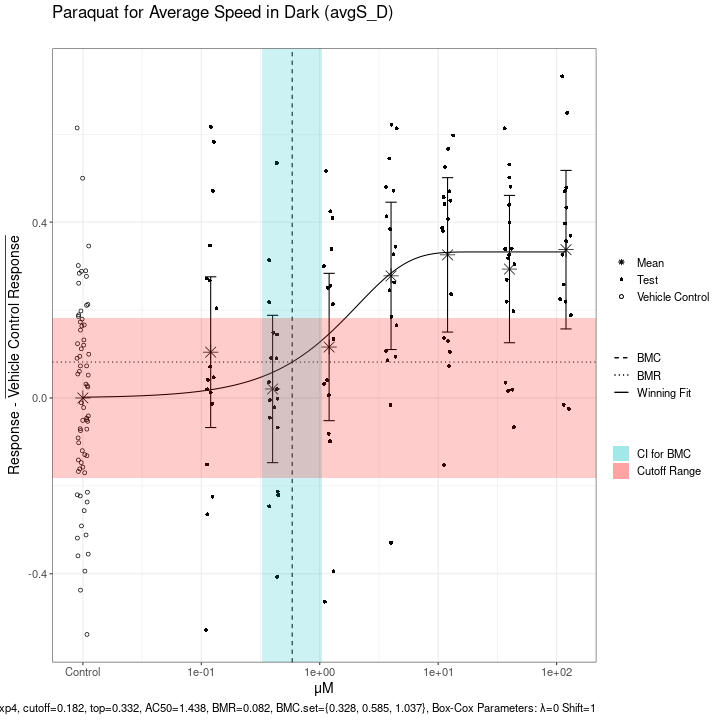 Paraquat for Average Speed in Dark (avgS_D)
Response - Vehicle Control Response
0.4
0.0
-0.4
Control
1e-01
1e+00
1e+01
1e+02
μM
Mean
Test
Vehicle Control
BMC
BMR
Winning Fit
CI for BMC
Cutoff Range
xp4, cutoff=0.182, top=0.332, AC50=1.438, BMR=0.082, BMC.set={0.328, 0.585, 1.037}, Box-Cox Parameters: λ=0 Shift=1